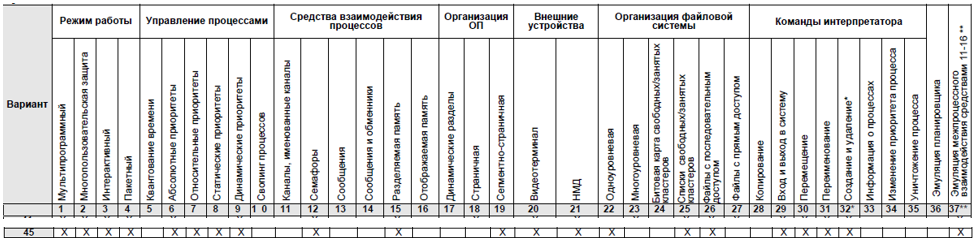 Вариант
Режим работы
Управление процессами
Средства взаимодействия
процессов
Организация
ОП
Внешние
устройства
Организация файловой
системы
Команды интерпретатора
Мультипрограммный
Многопользовательская защита
Интерактивный
Пакетный
Квантование времени
Абсолютные приоритеты
Относительные приоритеты
Статические приоритеты
Динамические приоритеты
Свопинг процессов
Каналы, именованные каналы
Семафоры
Сообщения
Сообщения и обменники
Разделяемая память
Отображаемая память
Динамические разделы
Страничная
Сегментно-страничная
Видеотерминал
НМД
Одноуровневая
Многоуровневая
Битовая карта свободных/занятых
кластеров
Списки свободных/занятых
кластеров
Файлы с последовательным
доступом
Файлы с прямым доступом
Копирование
Вход и выход в систему
Перемещение
Переименование
Создание и удаление*
Информация о процессах
Изменение приоритета процесса
Уничтожение процесса
Эмуляция планировщика
Эмуляция межпроцессного
взаимодействия средствами 11-16 **
1 2 3 4 5 6 7 8 9 1 0 11 12 13 14 15 16 17 18 19 20 21 22 23 24 25 26 27 28 29 30 31 32* 33 34 35 36 37**
45 X X X X X X X X X X X X X X X X X X X X